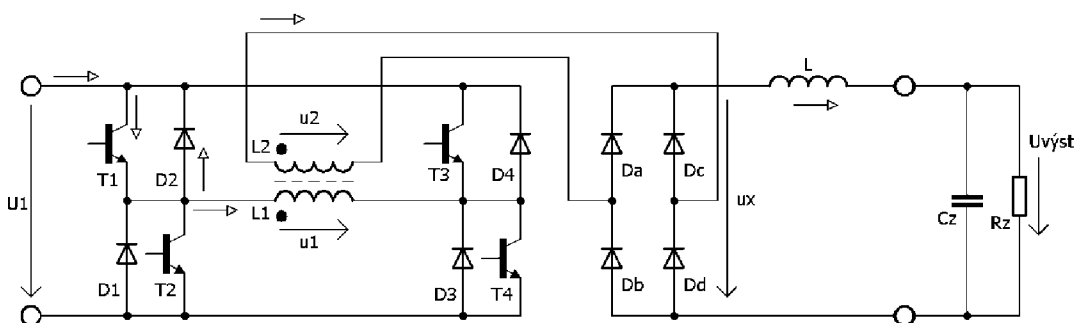 L
u2
L2
Uvýst
T1
D2
T3
D4
Da
Dc
U1
L1
ux
Cz
Rz
u1
D1
T2
D3
T4
Db
Dd